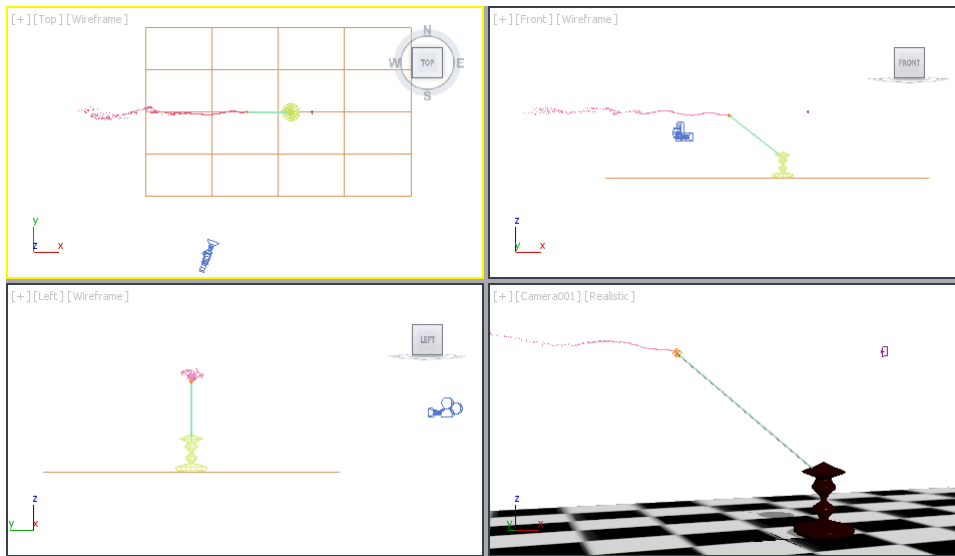 [+] [Top] [Wireframe]
N
W TOP E
S
y
z x
[+] [Front] [Wireframe]
FRONT
z
y x
[+] [Left] [Wireframe]
LEFT
z
y x
[+] [Camera001] [Realistic]
z
y x